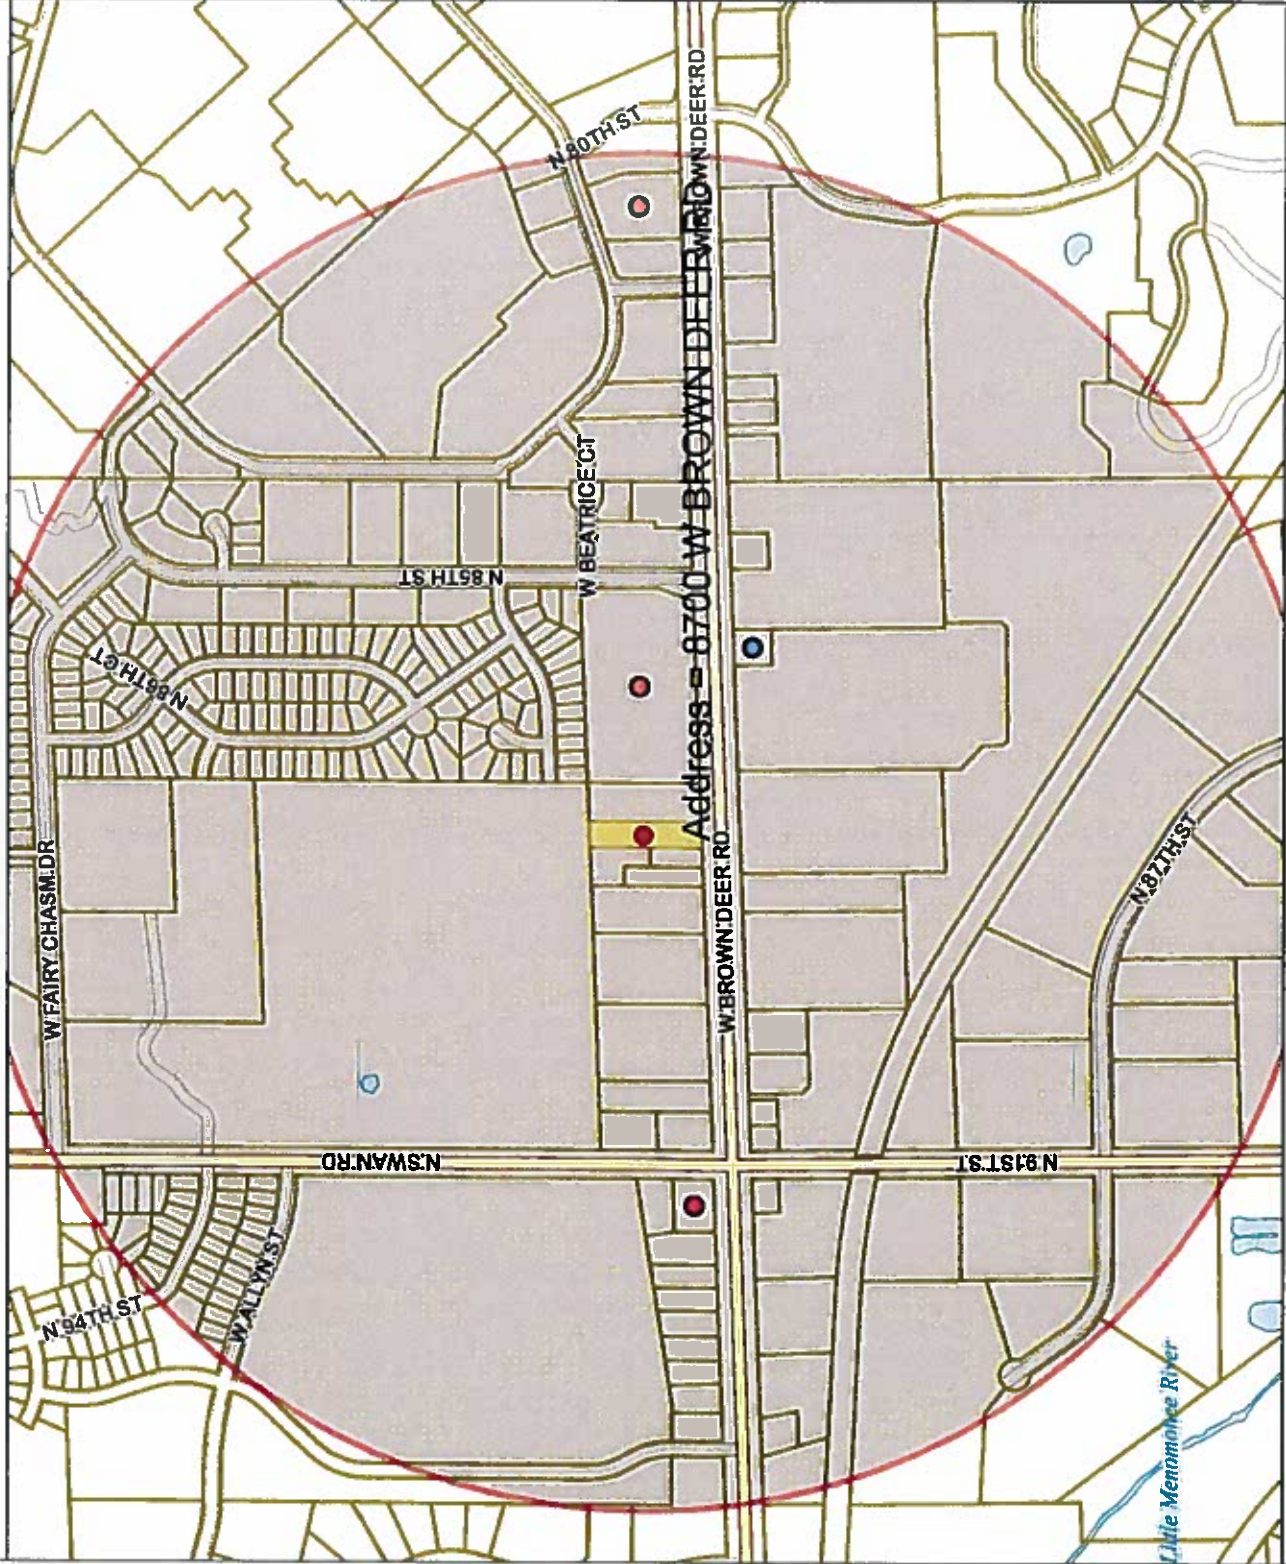 N.80TH.ST
W.BROWN.DEER.RD
Address = 8700 W BROWN DEER RD
W BEATRICE CT
N 85TH ST
N.88TH.CT
W.FAIRY.CHASM.DR
W.BROWN.DEER.RD
N.87TH.ST
N.SWAN.RD
N 91ST.ST
N 94TH ST
W.ALLYN.ST
Little Menomonee River